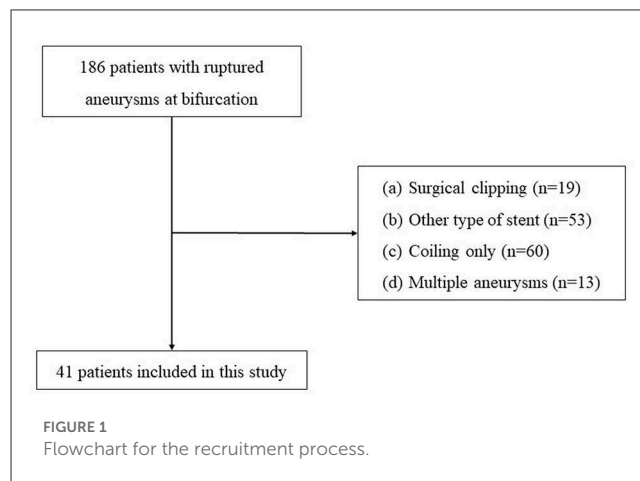 186 patients with ruptured
aneurysms at bifurcation
(a) Surgical clipping (n=19)
(b) Other type of stent (n=53)
(c) Coiling only (n=60)
(d) Multiple aneurysms (n=13)
41 patients included in this study
FIGURE 1
Flowchart for the recruitment process.